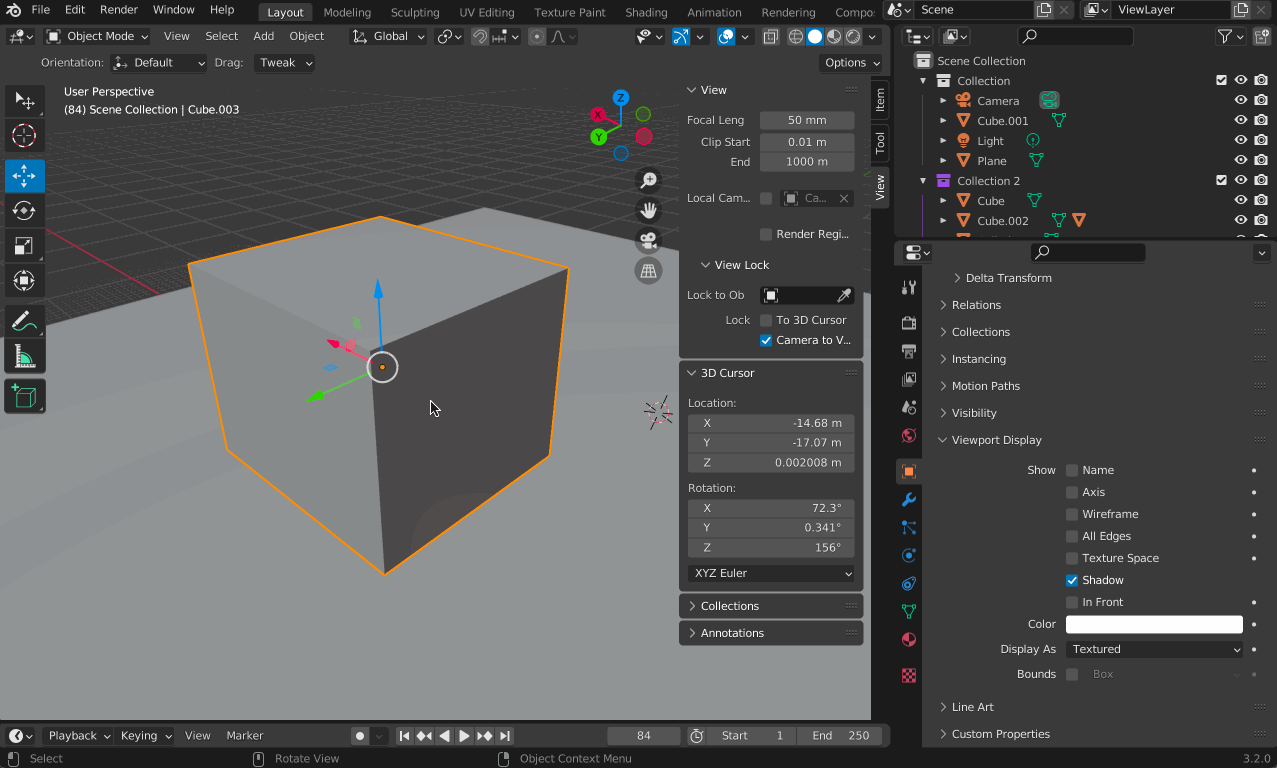 File Edit Render Window Help Layout Modeling Sculpting UV Editing Texture Paint Shading Animation Rendering Compo Scene ViewLayer
Object Mode View Select Add Object Global
Orientation: Default Drag: Tweak Options
User Perspective
(84) Scene Collection | Cube.003
Z
X
Y
View
Focal Leng 50 mm
Clip Start 0.01 m
End 1000 m
Local Cam... Ca...
Render Regi...
View Lock
Lock to Ob
Lock To 3D Cursor
Camera to V...
3D Cursor
Location:
X -14.68 m
Y -17.07 m
Z 0.002008 m
Rotation:
X 72.3°
Y 0.341°
Z 156°
XYZ Euler
Collections
Annotations
Item
Tool
View
Scene Collection
Collection
Camera
Cube.001
Light
Plane
Collection 2
Cube
Cube.002
Delta Transform
Relations
Collections
Instancing
Motion Paths
Visibility
Viewport Display
Show Name
Axis
Wireframe
All Edges
Texture Space
Shadow
In Front
Color
Display As Textured
Bounds Box
Line Art
Custom Properties
Playback Keying View Marker 84 Start 1 End 250
Select Rotate View Object Context Menu 3.2.0